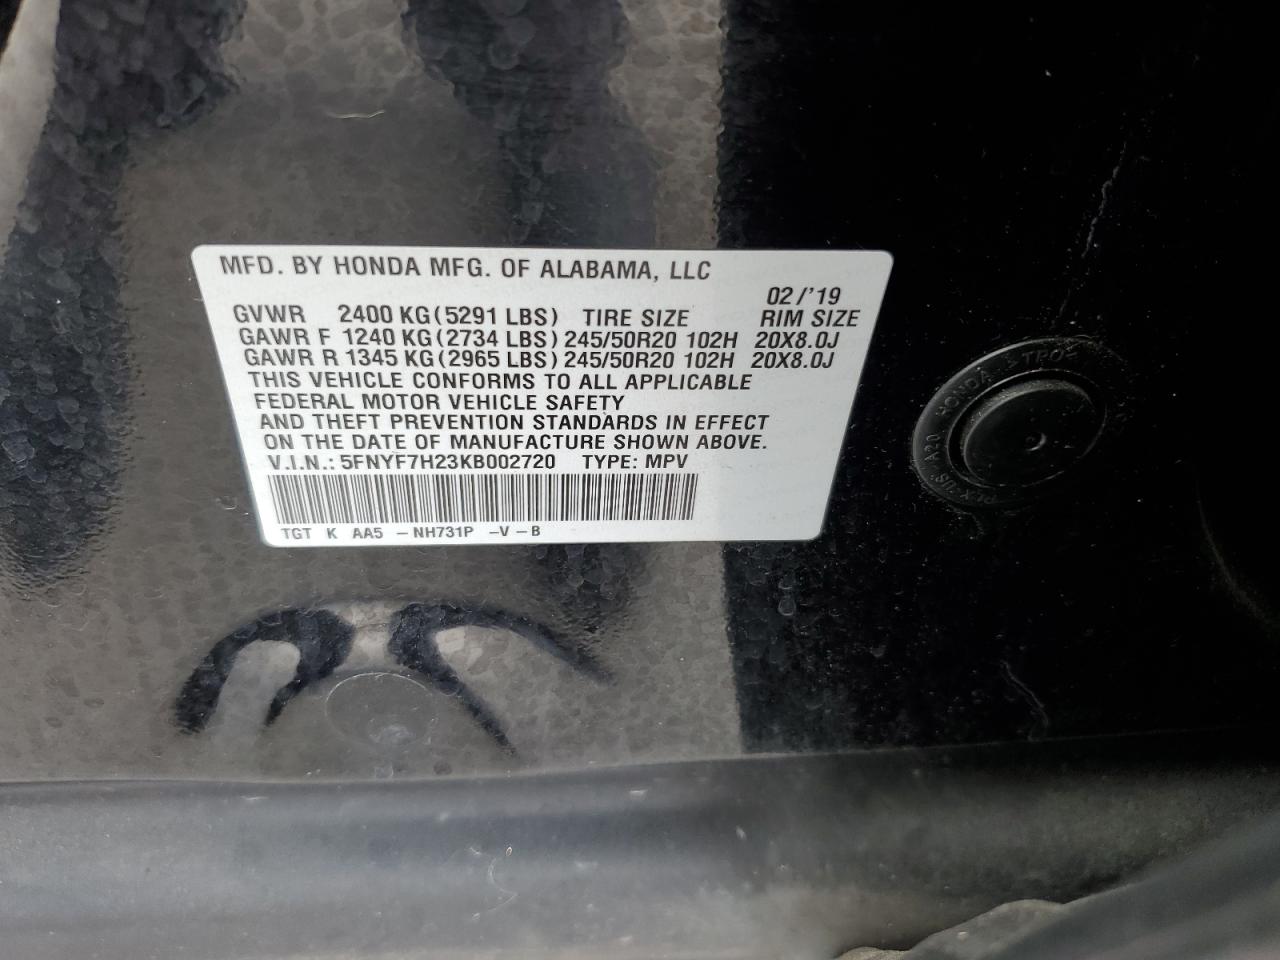 MFD. BY HONDA MFG. OF ALABAMA, LLC
02/'19
GVWR 2400 KG(5291 LBS) TIRE SIZE RIM SIZE
GAWR F 1240 KG(2734 LBS) 245/50R20 102H 20X8.0J
GAWR R 1345 KG(2965 LBS) 245/50R20 102H 20X8.0J
THIS VEHICLE CONFORMS TO ALL APPLICABLE
FEDERAL MOTOR VEHICLE SAFETY
AND THEFT PREVENTION STANDARDS IN EFFECT
ON THE DATE OF MANUFACTURE SHOWN ABOVE.
V.I.N.: 5FNYF7H23KB002720 TYPE: MPV
TGT K AA5 -NH731P -V-B
A20 HONDA